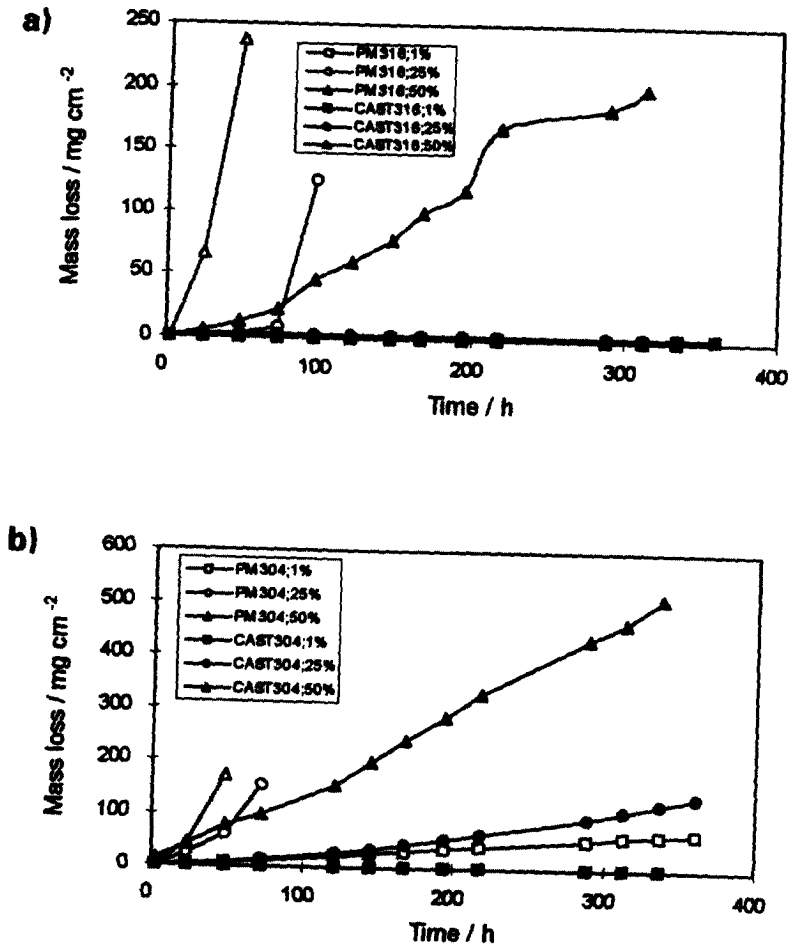 a)
250
200
150
100
50
0
Mass loss / mg cm-2
PM316;1%
PM316;25%
PM316;50%
CAST316;1%
CAST316;25%
CAST316;50%
0 100 200 300 400
Time / h
b)
600
500
400
300
200
100
0
Mass loss / mg cm-2
PM304;1%
PM304;25%
PM304;50%
CAST304;1%
CAST304;25%
CAST304;50%
0 100 200 300 400
Time / h